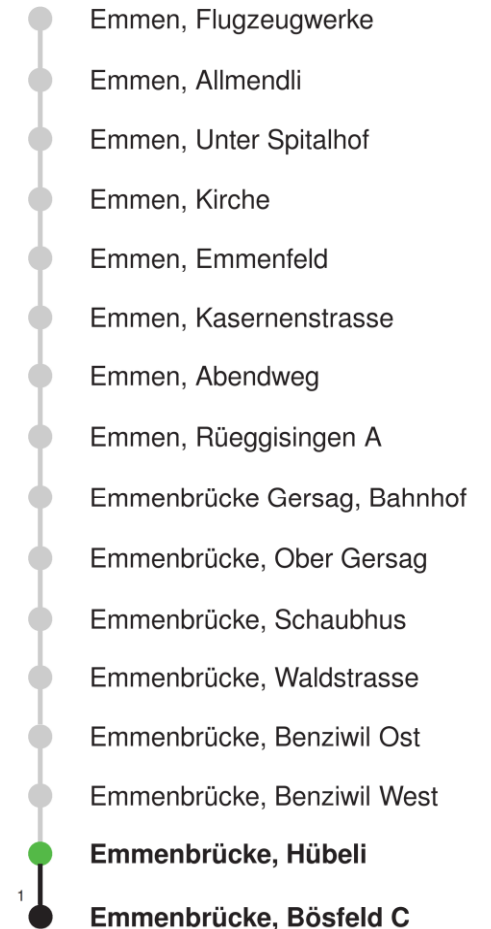 Emmen, Flugzeugwerke
Emmen, Allmendli
Emmen, Unter Spitalhof
Emmen, Kirche
Emmen, Emmenfeld
Emmen, Kasernenstrasse
Emmen, Abendweg
Emmen, Rüeggisingen A
Emmenbrücke Gersag, Bahnhof
Emmenbrücke, Ober Gersag
Emmenbrücke, Schaubhus
Emmenbrücke, Waldstrasse
Emmenbrücke, Benziwil Ost
Emmenbrücke, Benziwil West
Emmenbrücke, Hübeli
1
Emmenbrücke, Bösfeld C